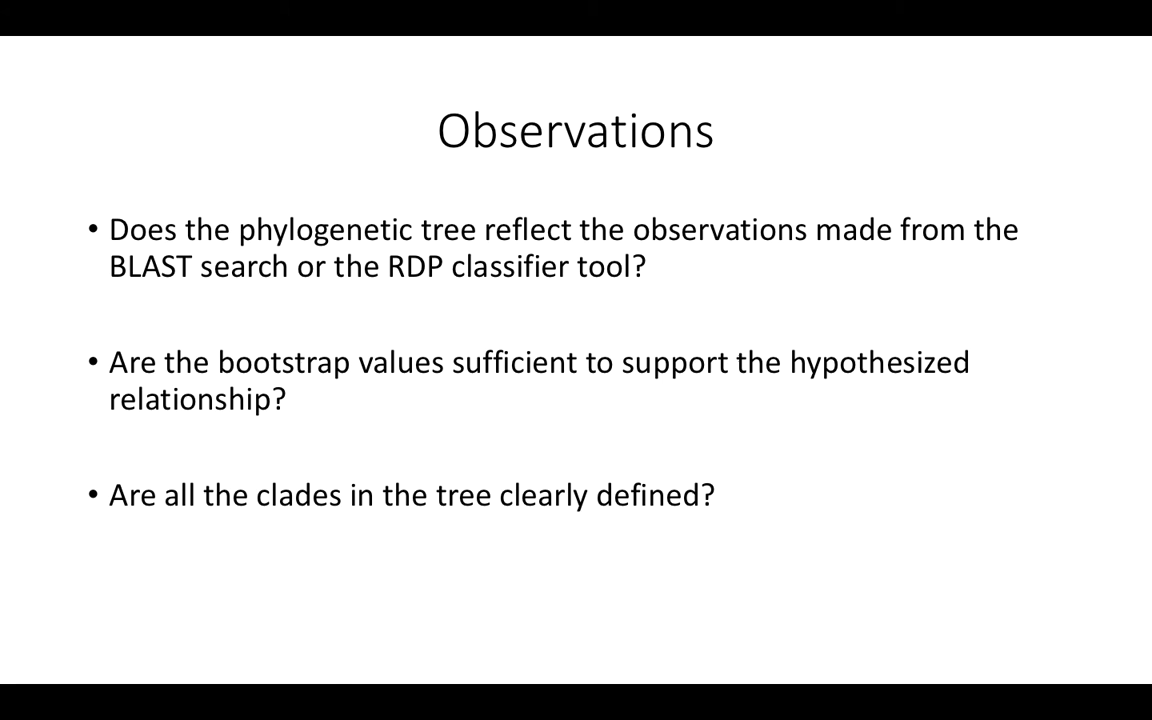 Observations
• Does the phylogenetic tree reflect the observations made from the
BLAST search or the RDP classifier tool?
• Are the bootstrap values sufficient to support the hypothesized
relationship?
• Are all the clades in the tree clearly defined?